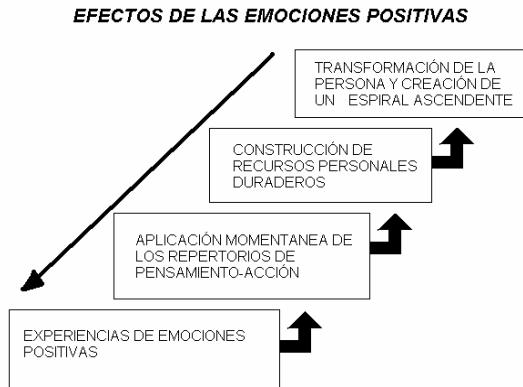 EFECTOS DE LAS EMOCIONES POSITIVAS
TRANSFORMACIÓN DE LA
PERSONA Y CREACIÓN DE
UN ESPIRAL ASCENDENTE
CONSTRUCCIÓN DE
RECURSOS PERSONALES
DURADEROS
APLICACIÓN MOMENTANEA DE
LOS REPERTORIOS DE
PENSAMIENTO-ACCIÓN
EXPERIENCIAS DE EMOCIONES
POSITIVAS